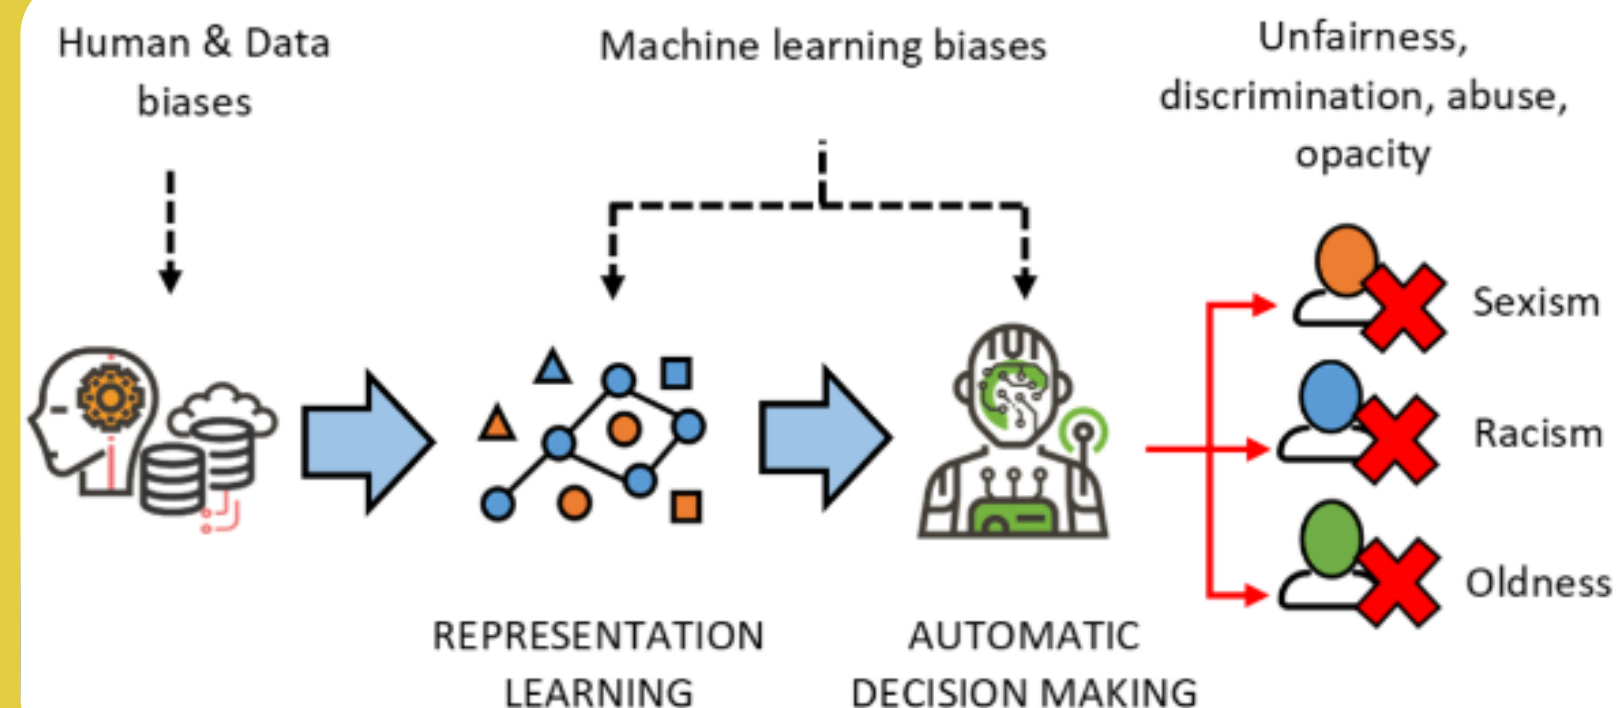 Human & Data
biases
Machine learning biases
Unfairness,
discrimination, abuse,
opacity
Sexism
Racism
Oldness
REPRESENTATION
LEARNING
AUTOMATIC
DECISION MAKING